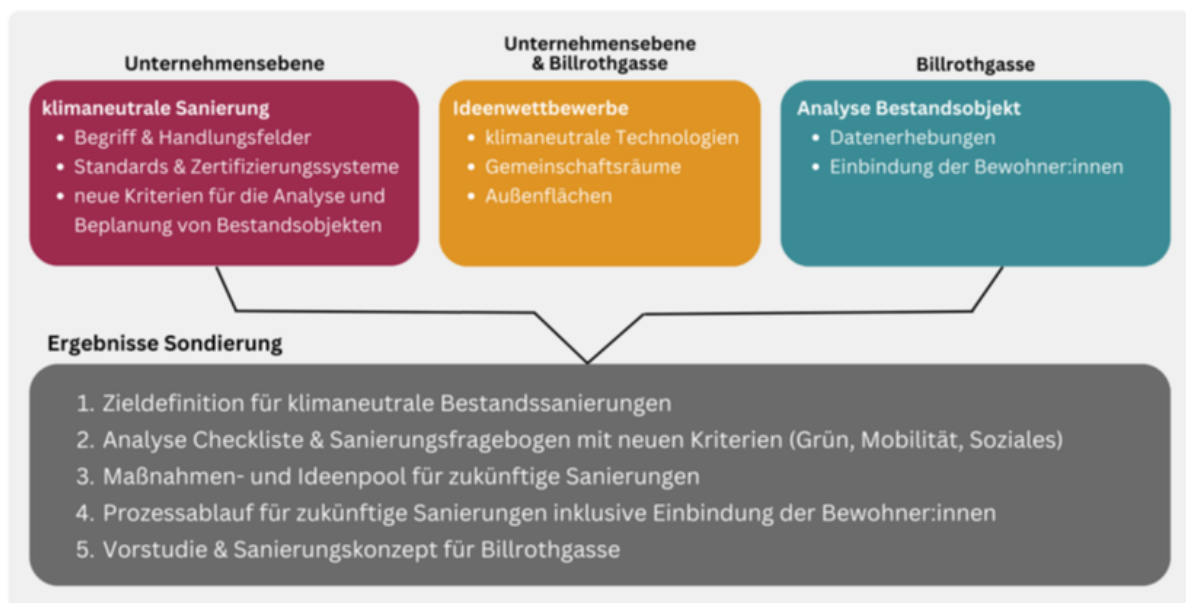 Unternehmensebene
klimaneutrale Sanierung
• Begriff & Handlungsfelder
• Standards & Zertifizierungssysteme
• neue Kriterien für die Analyse und
Beplanung von Bestandsobjekten
Unternehmensebene
& Billrothgasse
Ideenwettbewerbe
• klimaneutrale Technologien
• Gemeinschaftsräume
• Außenflächen
Billrothgasse
Analyse Bestandsobjekt
• Datenerhebungen
• Einbindung der Bewohner:innen
Ergebnisse Sondierung
1. Zieldefinition für klimaneutrale Bestandssanierungen
2. Analyse Checkliste & Sanierungsfragebogen mit neuen Kriterien (Grün, Mobilität, Soziales)
3. Maßnahmen- und Ideenpool für zukünftige Sanierungen
4. Prozessablauf für zukünftige Sanierungen inklusive Einbindung der Bewohner:innen
5. Vorstudie & Sanierungskonzept für Billrothgasse